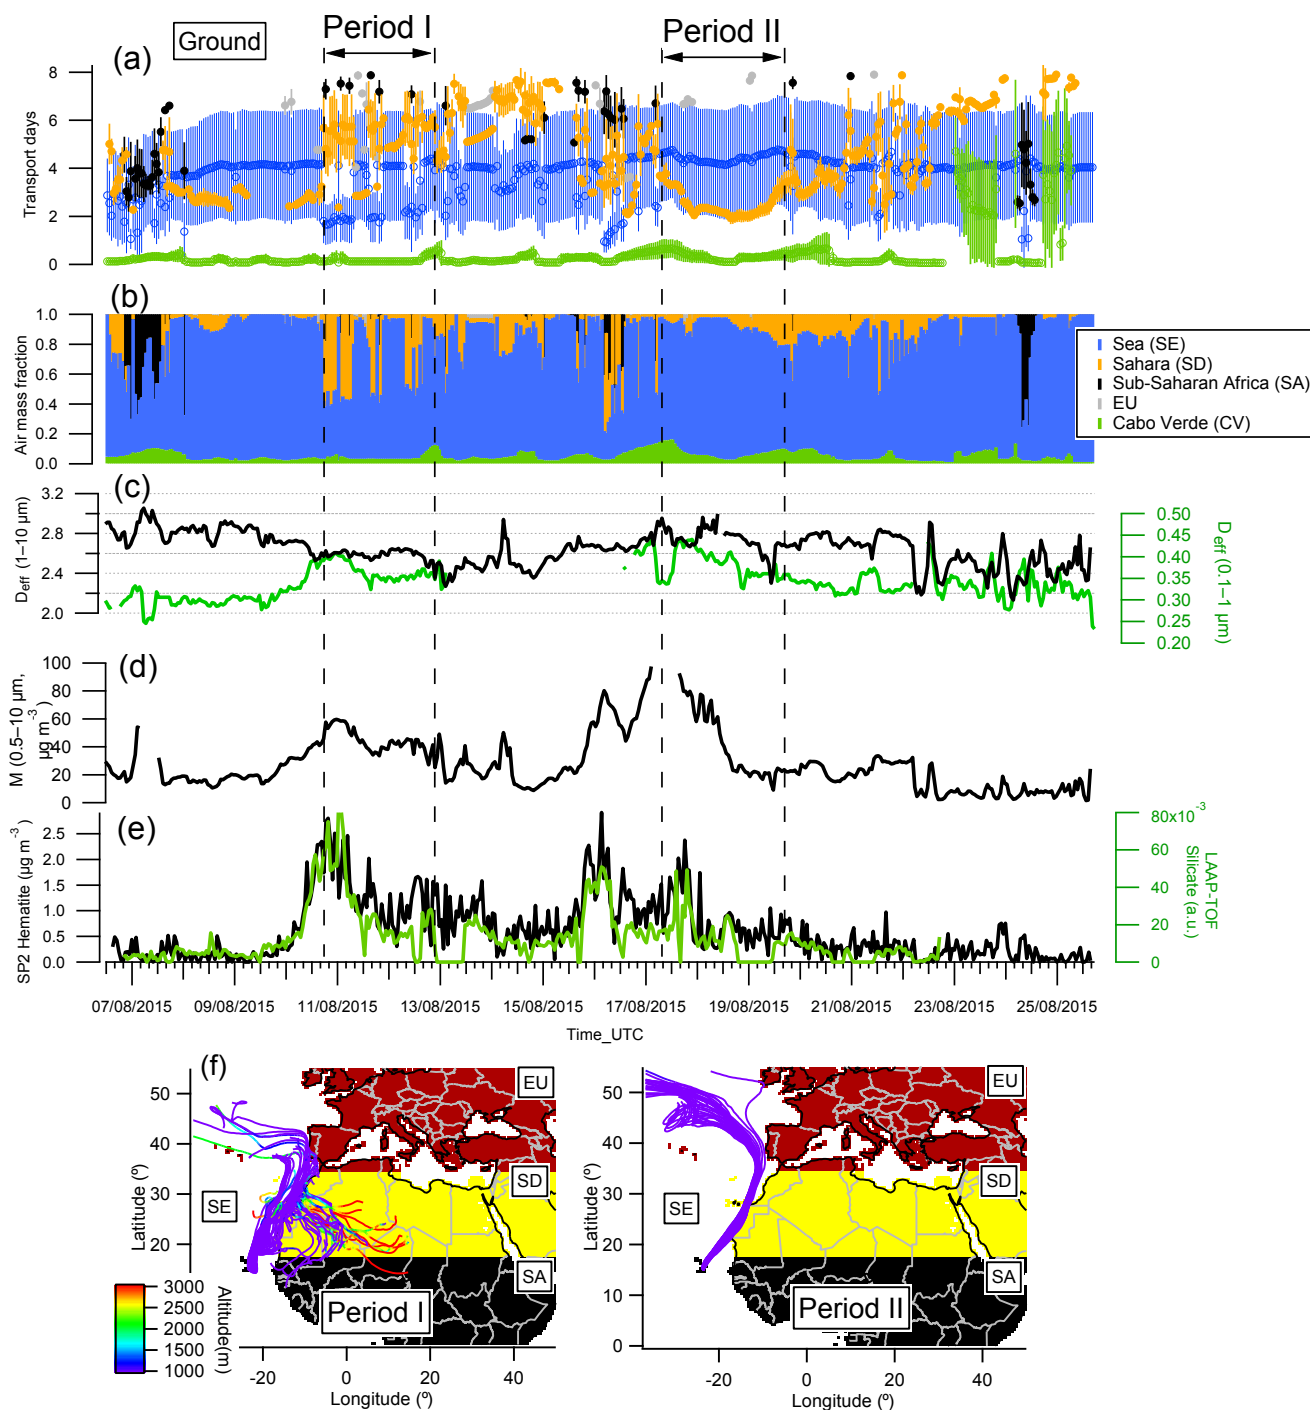 Period I
Period II
Ground
(a)
8
6
4
2
0
Transport days
(b)
1.0
0.8
0.6
0.4
0.2
0.0
Air mass fraction
Sea (SE)
Sahara (SD)
Sub-Saharan Africa (SA)
EU
Cabo Verde (CV)
(c)
3.2
2.8
2.4
2.0
Deff (1–10 µm)
0.50
0.45
0.40
0.35
0.30
0.25
0.20
Deff (0.1–1 µm)
(d)
100
80
60
40
20
0
M (0.5–10 µm,
µg m-3)
(e)
2.5
2.0
1.5
1.0
0.5
0.0
SP2 Hematite (µg m-3)
80x10-3
60
40
20
0
LAAP-TOF
Silicate (a.u.)
07/08/2015 09/08/2015 11/08/2015 13/08/2015 15/08/2015 17/08/2015 19/08/2015 21/08/2015 23/08/2015 25/08/2015
Time_UTC
(f)
50
40
30
20
Latitude (º)
EU
SD
SE
SA
Period I
3000
2500
2000
1500
1000
Altitude(m)
-20 0 20 40
Longitude (º)
50
40
30
20
10
0
Latitude (º)
EU
SD
SE
SA
Period II
-20 0 20 40
Longitude (º)